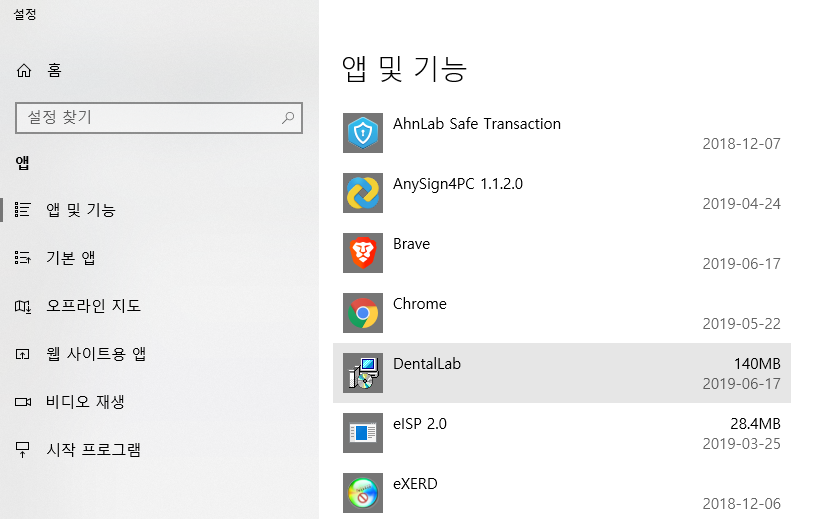 설정
홈
설정 찾기
앱
앱 및 기능
기본 앱
오프라인 지도
웹 사이트용 앱
비디오 재생
시작 프로그램
앱 및 기능
AhnLab Safe Transaction
2018-12-07
AnySign4PC 1.1.2.0
2019-04-24
Brave
2019-06-17
Chrome
2019-05-22
DentalLab 140MB
2019-06-17
eISP 2.0 28.4MB
2019-03-25
eXERD
2018-12-06